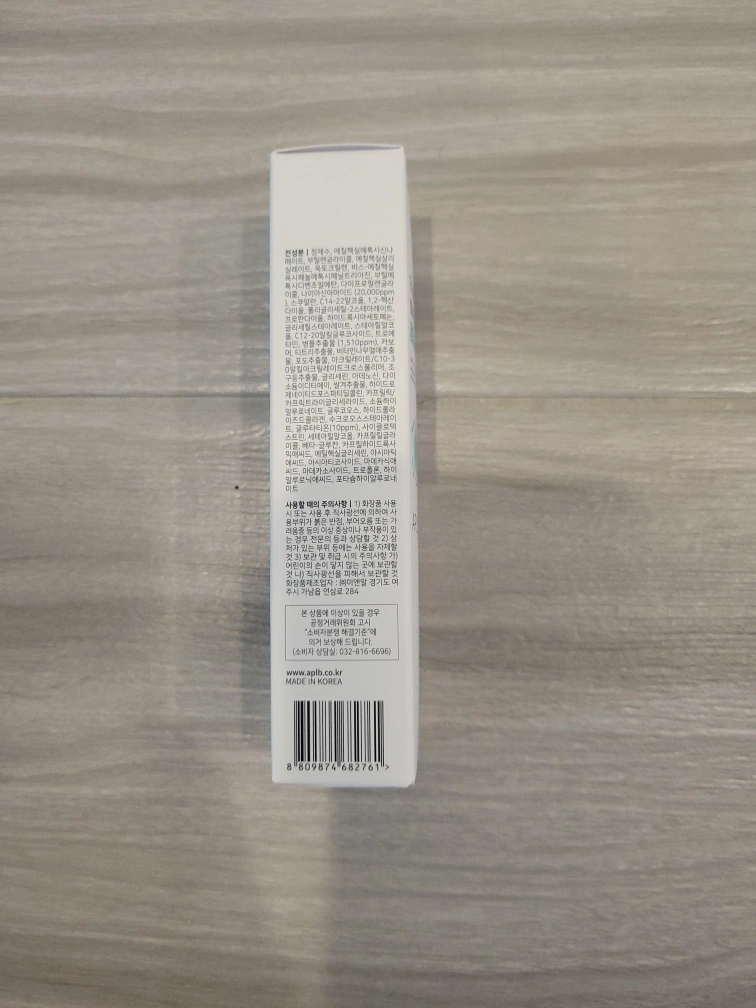 전성분 | 정제수, 에칠헥실메톡시신나
메이트, 부틸렌글라이콜, 에칠헥실살리
실레이트, 옥토크릴렌, 비스-에칠헥실
옥시페놀메톡시페닐트리아진, 부틸메
톡시디벤조일메탄, 다이프로필렌글라이
콜, 나이아신아마이드 (20,000ppm
), 스쿠알란, C14-22알코올, 1,2-헥산
다이올, 폴리글리세릴-2스테아레이트,
프로판다이올, 하이드록시아세토페논,
글리세릴스테아레이트, 스테아릴알코
올, C12-20알킬글루코사이드, 트로메
타민, 병풀추출물 (1,510ppm), 카보
머, 티트리추출물, 비타민나무열매추출
물, 포도추출물, 아크릴레이트/C10-3
0알킬아크릴레이트크로스폴리머, 조
구등추출물, 글리세린, 아데노신, 다이
소듐이디티에이, 쌀겨추출물, 하이드로
제네이티드포스파티딜콜린, 카프릴릭/
카프릭트라이글리세라이드, 소듐하이
알루로네이트, 글루코오스, 하이드롤라
이즈드콜라겐, 수크로오스스테아레이
트, 글루타티온(10ppm), 사이클로덱
스트린, 세테아릴알코올, 카프릴릴글라
이콜, 베타-글루칸, 카프릴하이드록사
믹애씨드, 에틸헥실글리세린, 아시아틱
애씨드, 아시아티코사이드, 마데카식애
씨드, 마데카소사이드, 트로폴론, 하이
알루로닉애씨드, 포타슘하이알루로네
이트
사용할 때의 주의사항 | 1) 화장품 사용
시 또는 사용 후 직사광선에 의하여 사
용부위가 붉은 반점, 부어오름 또는 가
려움증 등의 이상 증상이나 부작용이 있
는 경우 전문의 등과 상담할 것 2) 상
처가 있는 부위 등에는 사용을 자제할
것 3) 보관 및 취급 시의 주의사항 가)
어린이의 손이 닿지 않는 곳에 보관할
것 나) 직사광선을 피해서 보관할 것
화장품제조업자 : ㈜이앤말 경기도 여
주시 가남읍 연삼로 284
본 상품에 이상이 있을 경우
공정거래위원회 고시
"소비자분쟁 해결기준"에
의거 보상해 드립니다.
(소비자 상담실: 032-816-6696)
www.aplb.co.kr
MADE IN KOREA
8 809874 682761 >